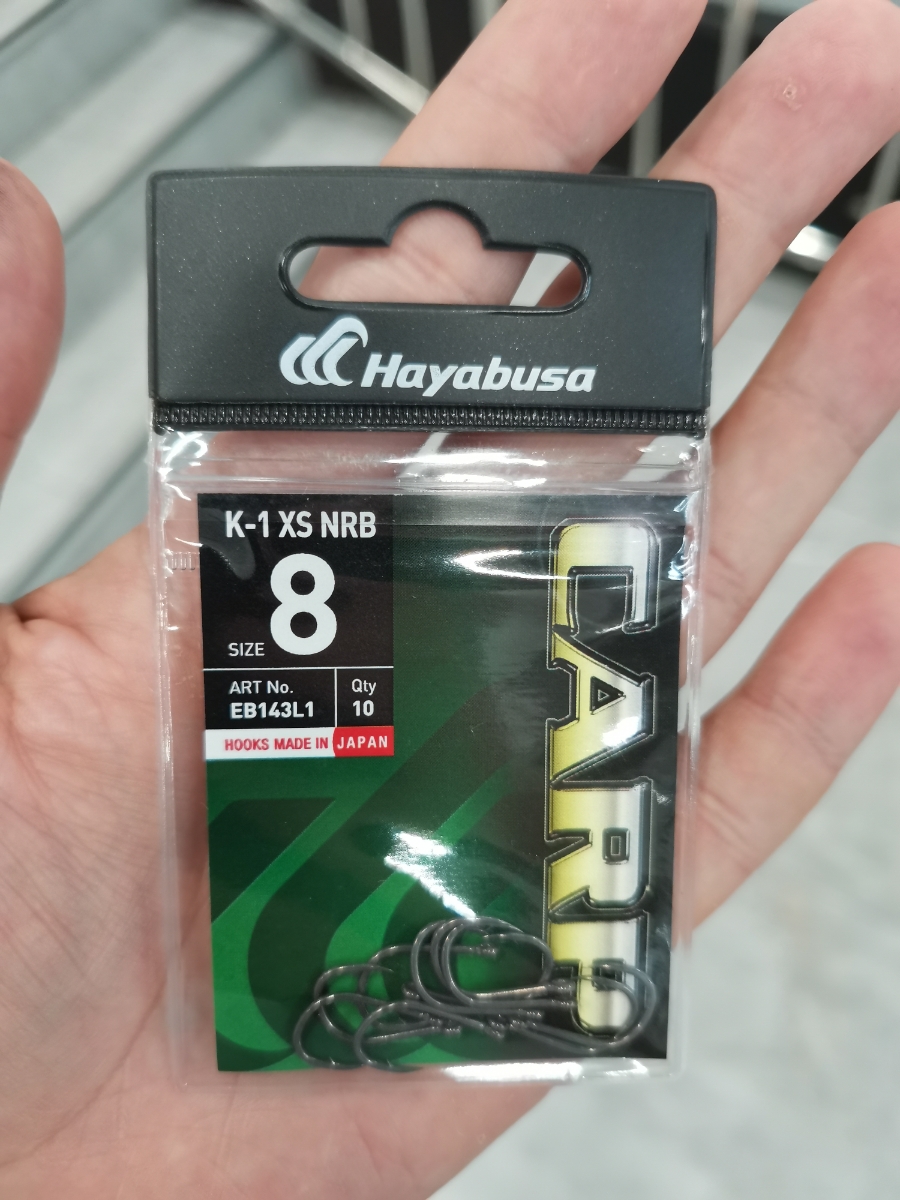 Hayabusa
K-1 XS NRB
SIZE 8
ART No.
EB143L1
Qty
10
HOOKS MADE IN JAPAN
CARP